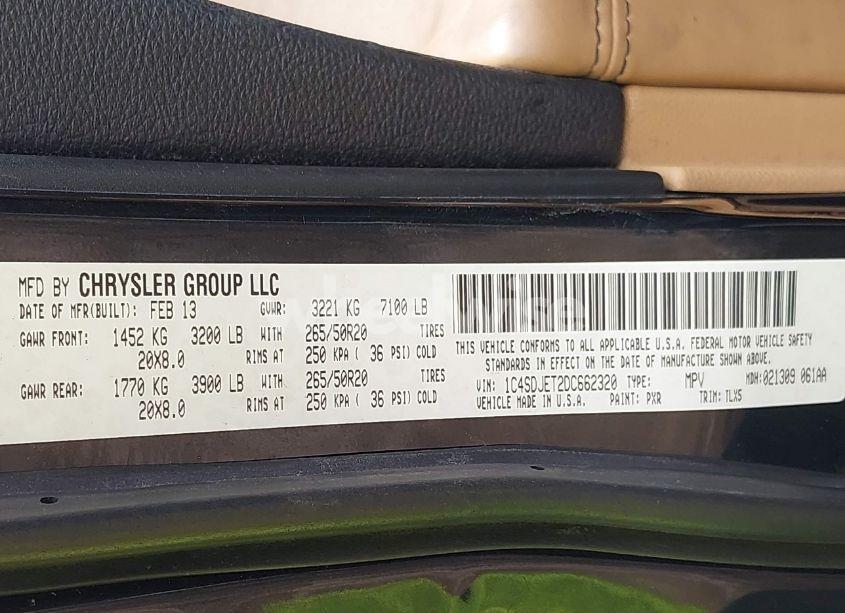 MFD BY CHRYSLER GROUP LLC
DATE OF MFR(BUILT): FEB 13 GVWR: 3221 KG 7100 LB
GAWR FRONT: 1452 KG 3200 LB WITH 265/50R20 TIRES
20X8.0 RIMS AT 250 KPA ( 36 PSI) COLD
GAWR REAR: 1770 KG 3900 LB WITH 265/50R20 TIRES
20X8.0 RIMS AT 250 KPA ( 36 PSI) COLD
THIS VEHICLE CONFORMS TO ALL APPLICABLE U.S.A. FEDERAL MOTOR VEHICLE SAFETY
STANDARDS IN EFFECT ON THE DATE OF MANUFACTURE SHOWN ABOVE.
VIN: 1C4SDJET2DC662320 TYPE: MPV MDH: 021309 061AA
VEHICLE MADE IN U.S.A. PAINT: PXR TRIM: TLX5